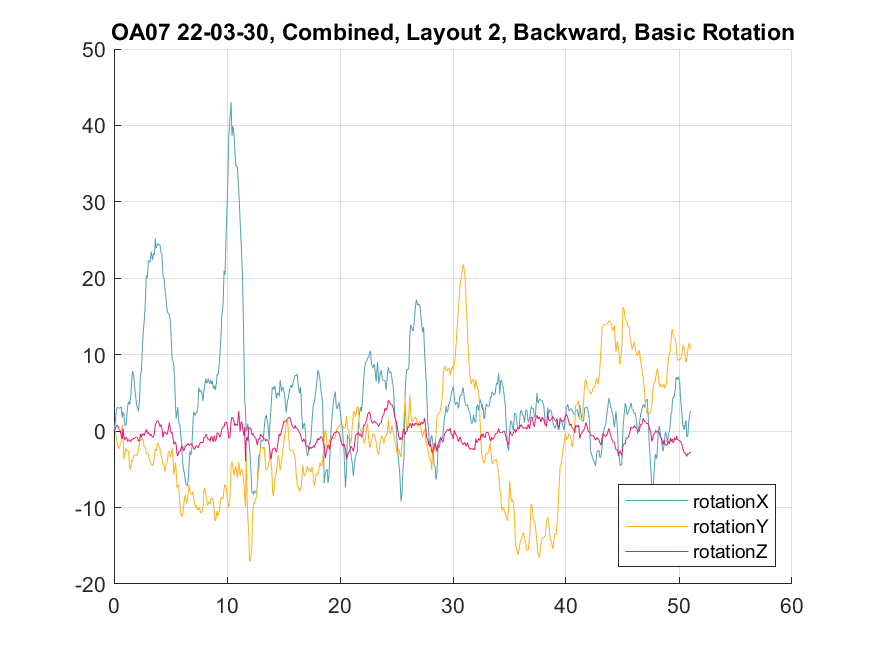 OA07 22-03-30, Combined, Layout 2, Backward, Basic Rotation
50
40
30
20
10
0
-10
-20
0 10 20 30 40 50 60
rotationX
rotationY
rotationZ